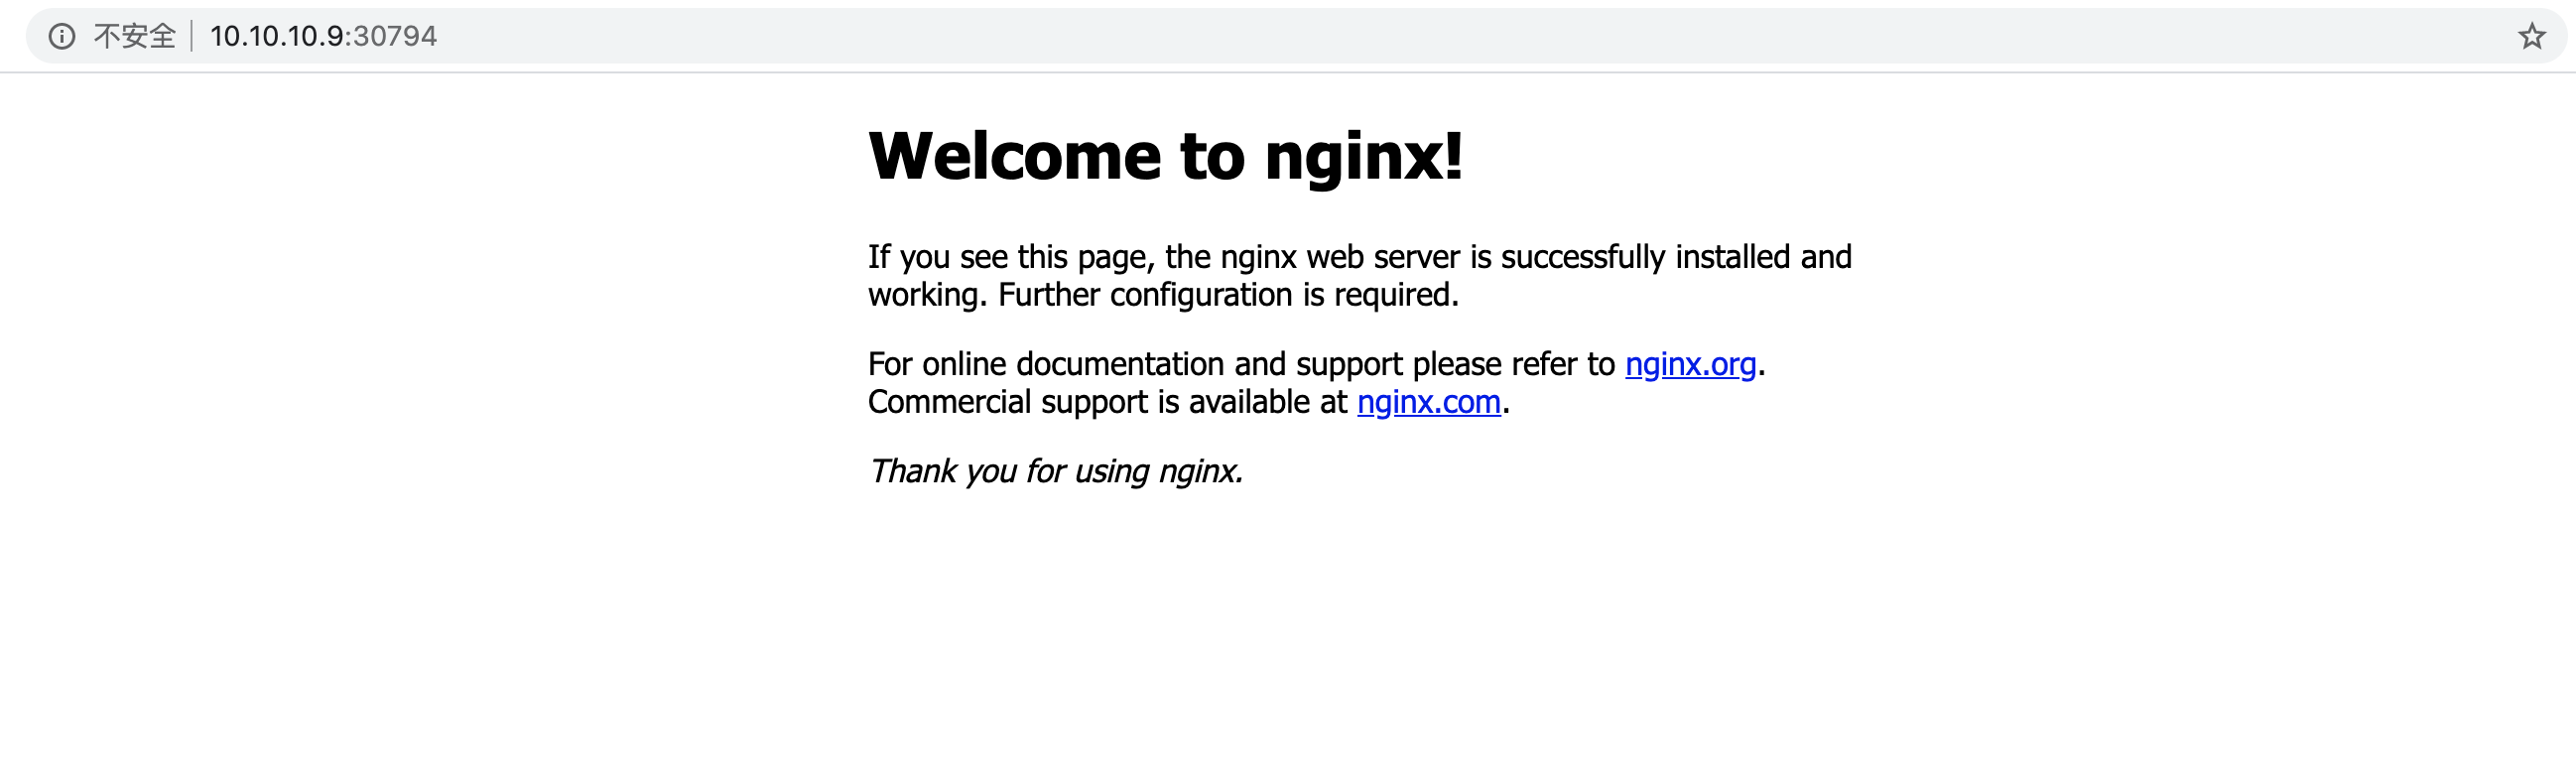 不安全 10.10.10.9:30794
Welcome to nginx!
If you see this page, the nginx web server is successfully installed and
working. Further configuration is required.
For online documentation and support please refer to nginx.org.
Commercial support is available at nginx.com.
Thank you for using nginx.